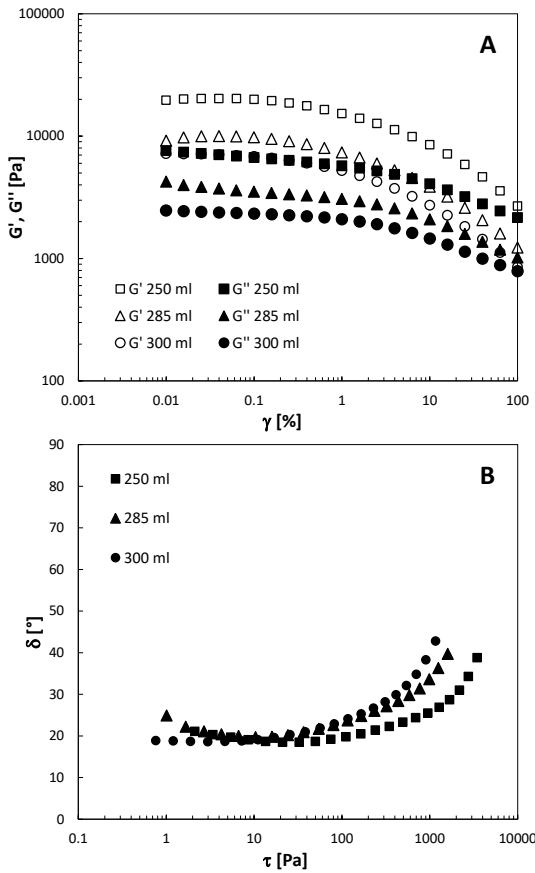 A
100000
10000
1000
100
G', G'' [Pa]
G' 250 ml G'' 250 ml
G' 285 ml G'' 285 ml
G' 300 ml G'' 300 ml
0.001 0.01 0.1 1 10 100
γ [%]
B
90
80
70
60
50
40
30
20
10
0
δ [°]
250 ml
285 ml
300 ml
0.1 1 10 100 1000 10000
τ [Pa]